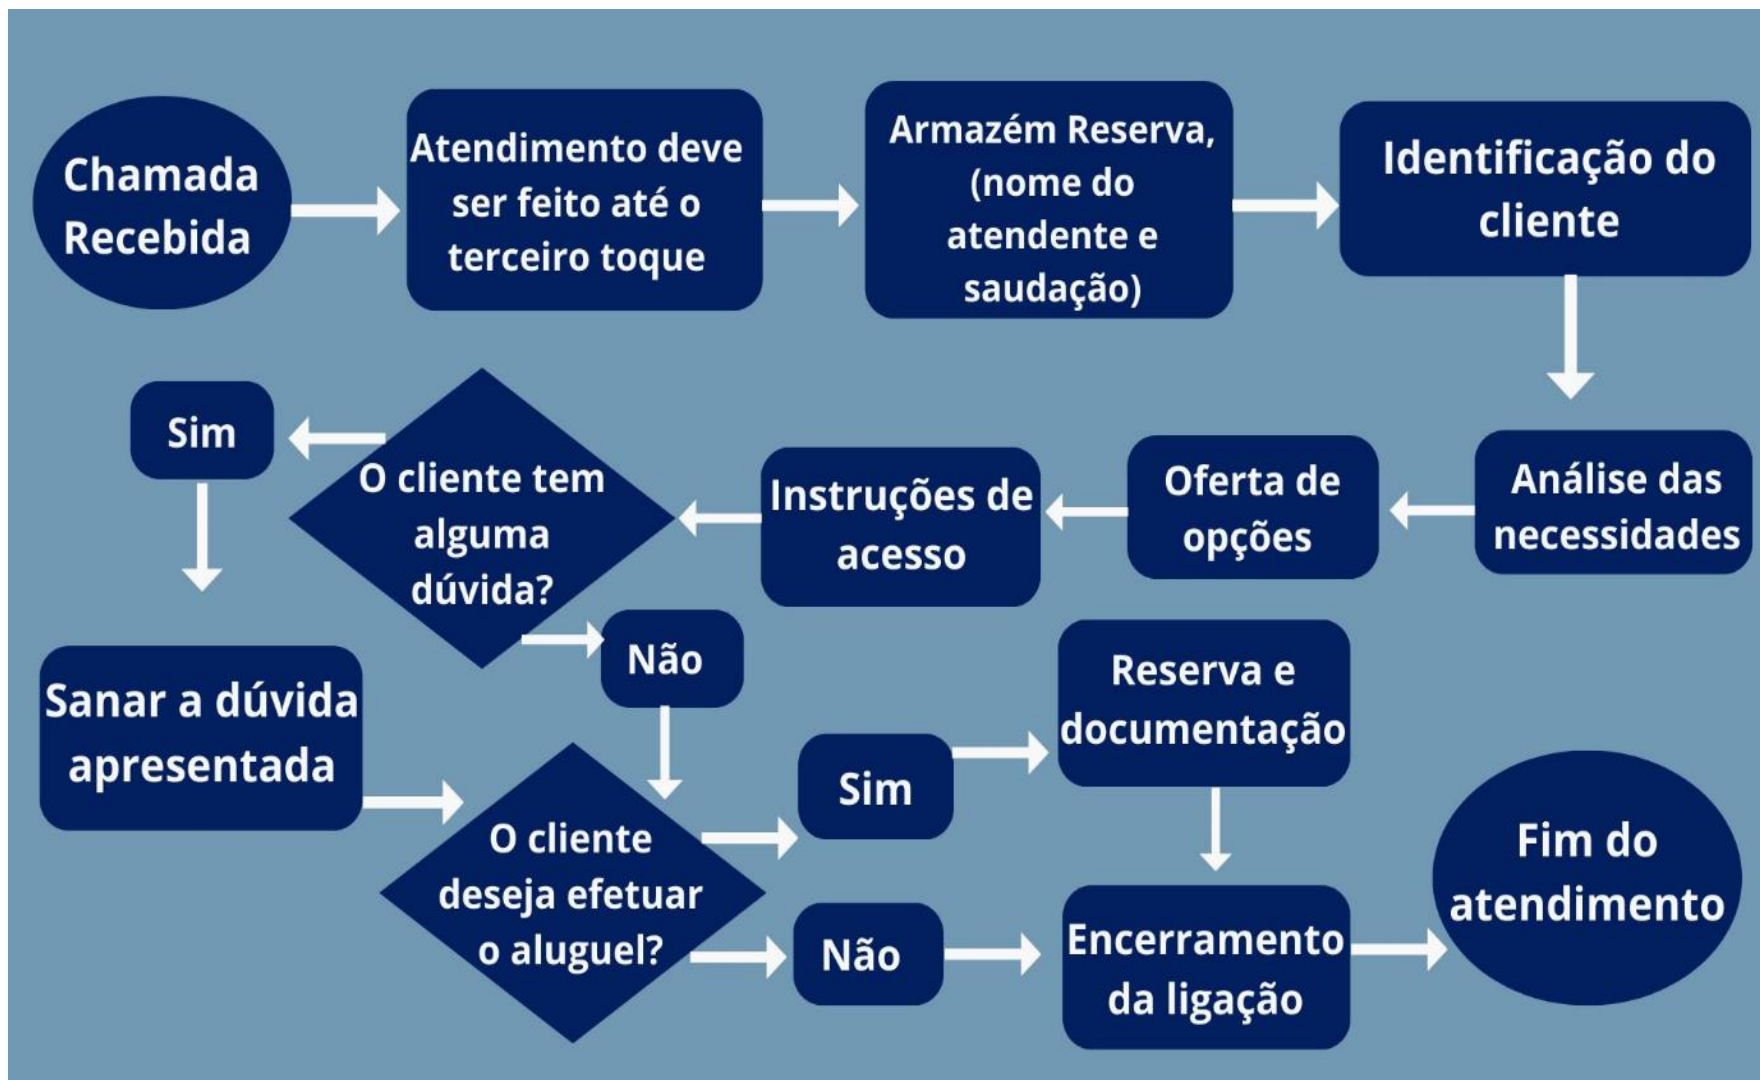 Chamada
Recebida
Atendimento deve
ser feito até o
terceiro toque
Armazém Reserva,
(nome do
atendente e
saudação)
Identificação do
cliente
Análise das
necessidades
Oferta de
opções
Instruções de
acesso
O cliente tem
alguma
dúvida?
Sim
Não
Sanar a dúvida
apresentada
O cliente
deseja efetuar
o aluguel?
Sim
Reserva e
documentação
Não
Encerramento
da ligação
Fim do
atendimento